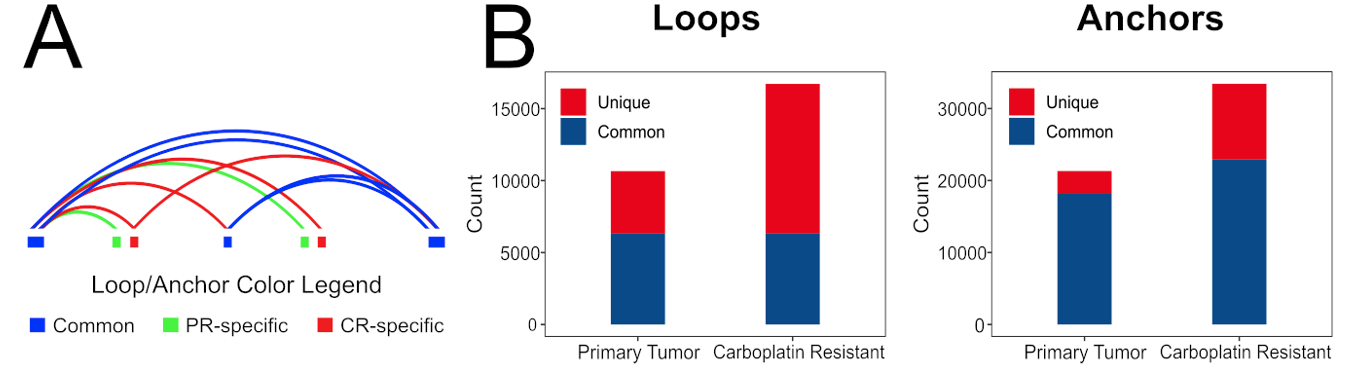 A
Loop/Anchor Color Legend
Common PR-specific CR-specific
B
Loops
Count
15000
10000
5000
0
Unique
Common
Primary Tumor Carboplatin Resistant
Anchors
Count
30000
20000
10000
0
Unique
Common
Primary Tumor Carboplatin Resistant